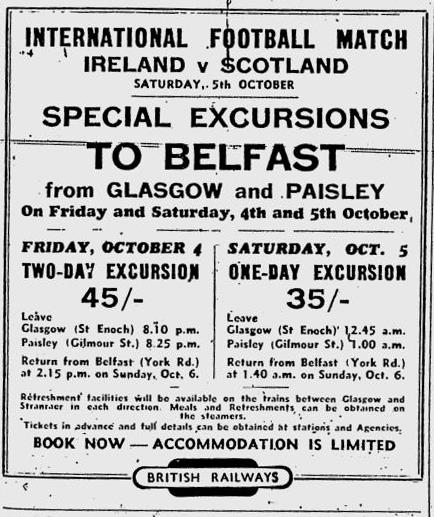 INTERNATIONAL FOOTBALL MATCH
IRELAND v SCOTLAND
SATURDAY, 5th OCTOBER
SPECIAL EXCURSIONS
TO BELFAST
from GLASGOW and PAISLEY
On Friday and Saturday, 4th and 5th October,
FRIDAY, OCTOBER 4
TWO-DAY EXCURSION
45/-
Leave
Glasgow (St Enoch) 8.10 p.m.
Paisley (Gilmour St.) 8.25 p.m.
Return from Belfast (York Rd.)
at 2.15 p.m. on Sunday, Oct. 6.
SATURDAY, OCT. 5
ONE-DAY EXCURSION
35/-
Leave
Glasgow (St Enoch) 12.45 a.m.
Paisley (Gilmour St.) 1.00 a.m.
Return from Belfast (York Rd.)
at 1.40 a.m. on Sunday, Oct. 6.
Refreshment facilities will be available on the trains between Glasgow and
Stranraer in each direction. Meals and Refreshments can be obtained on
the steamers.
Tickets in advance and full details can be obtained at stations and Agencies.
BOOK NOW — ACCOMMODATION IS LIMITED
BRITISH RAILWAYS